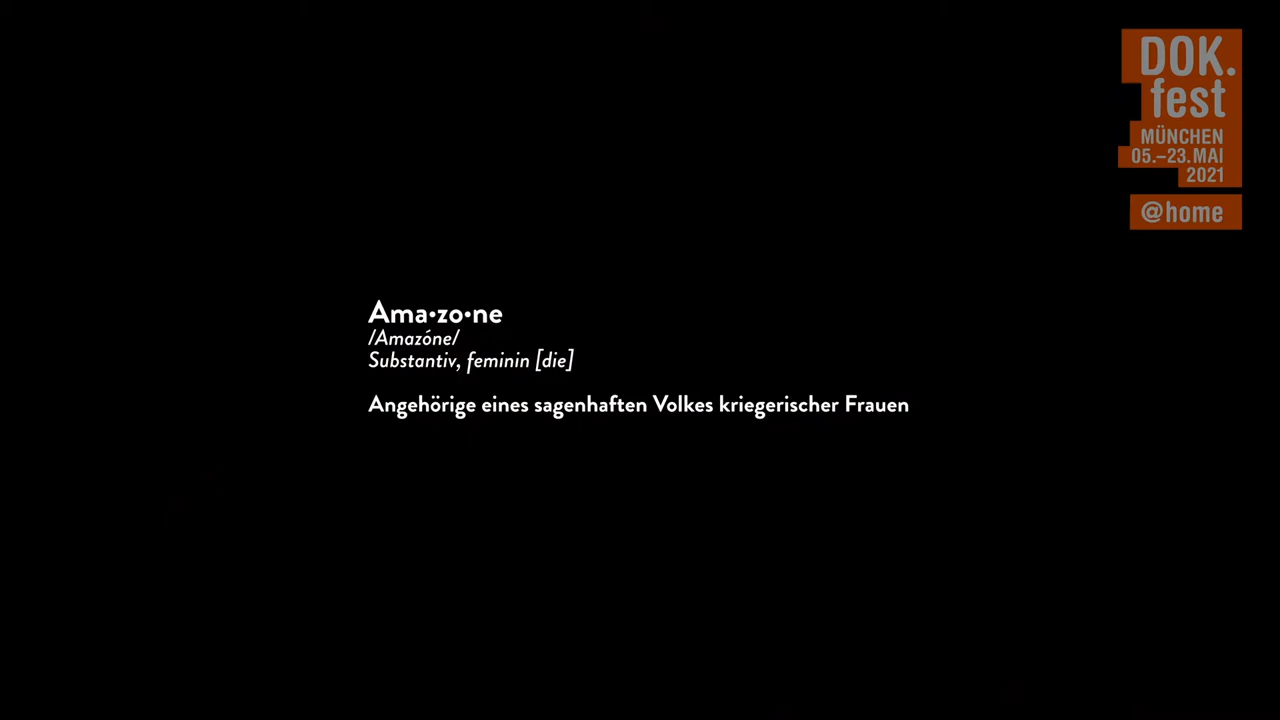 DOK.
fest
MÜNCHEN
05.–23. MAI
2021
@home
Ama•zo•ne
/Amazóne/
Substantiv, feminin [die]
Angehörige eines sagenhaften Volkes kriegerischer Frauen